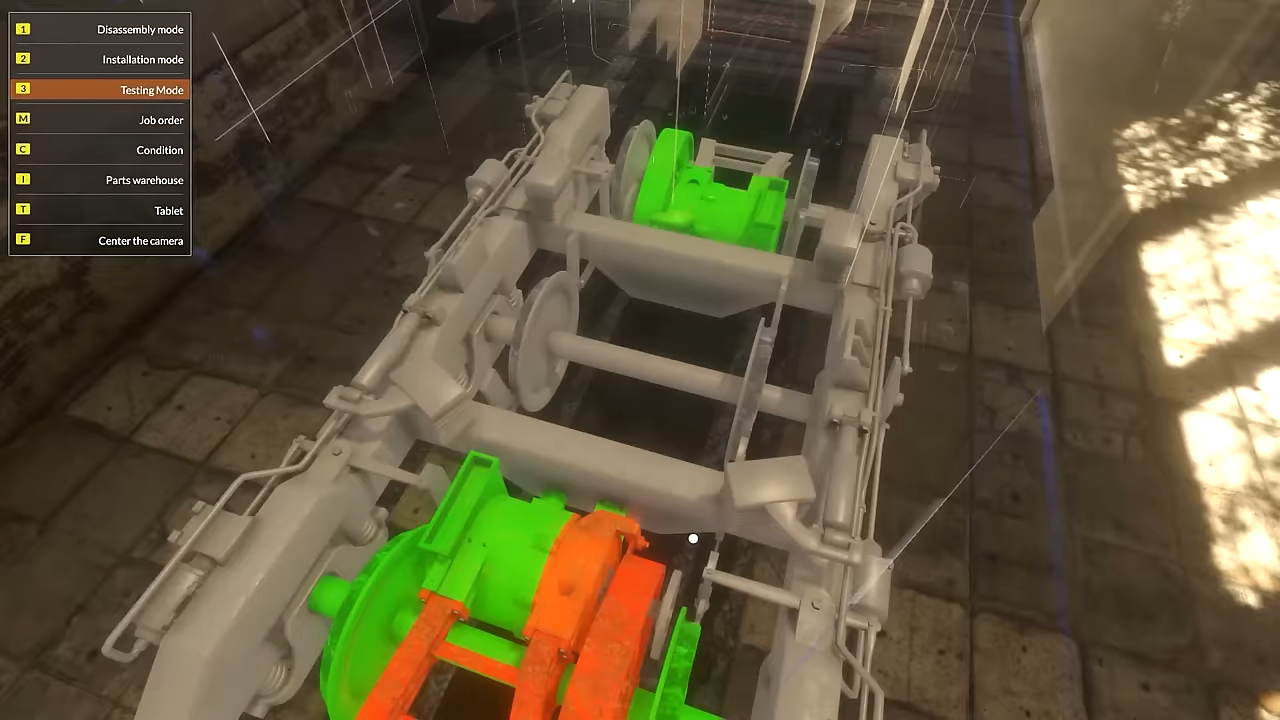 1 Disassembly mode
2 Installation mode
3 Testing Mode
M Job order
C Condition
I Parts warehouse
T Tablet
F Center the camera